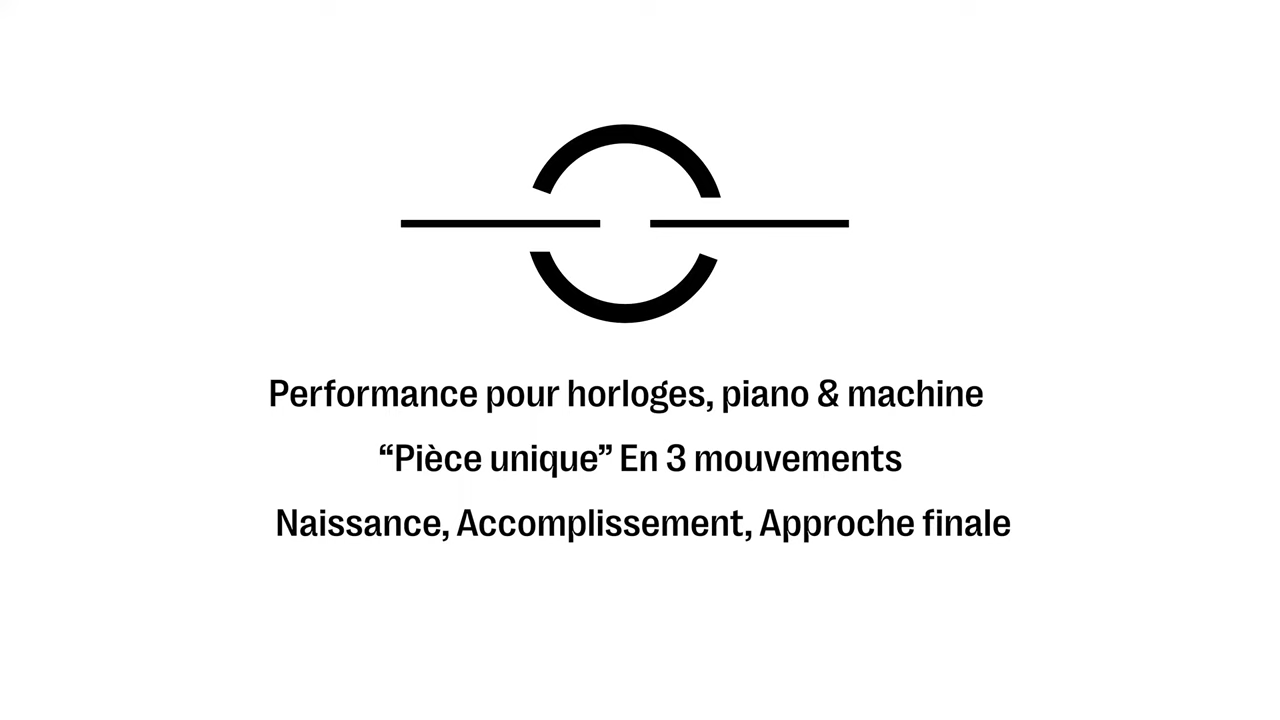 Performance pour horloges, piano & machine
“Pièce unique” En 3 mouvements
Naissance, Accomplissement, Approche finale